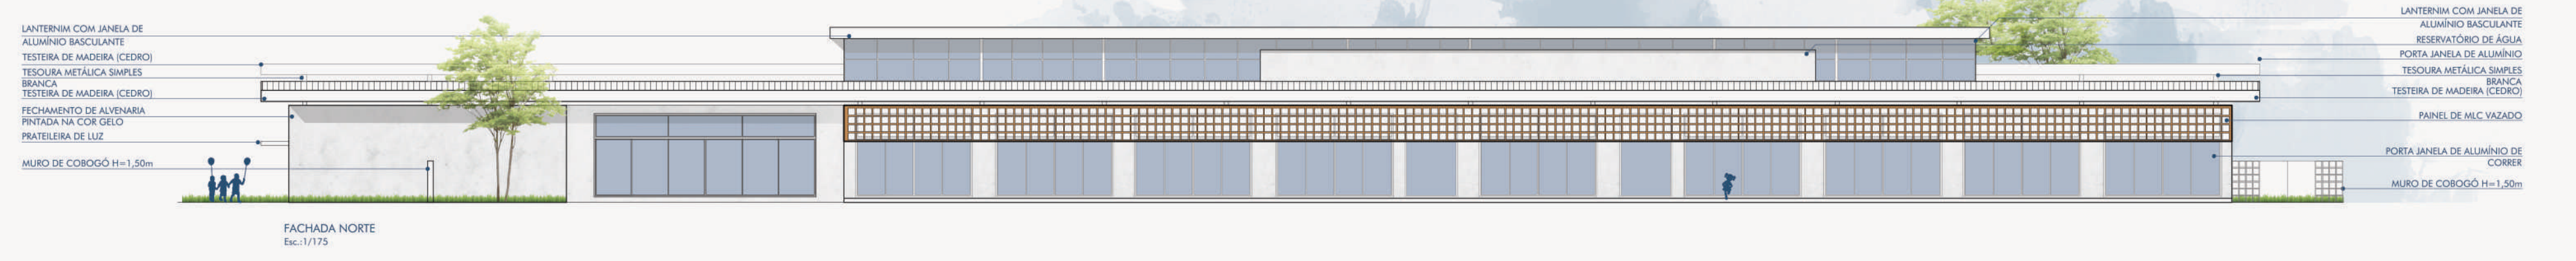 LANTERNIM COM JANELA DE
ALUMÍNIO BASCULANTE
TESTEIRA DE MADEIRA (CEDRO)
TESOURA METÁLICA SIMPLES
BRANCA
TESTEIRA DE MADEIRA (CEDRO)
FECHAMENTO DE ALVENARIA
PINTADA NA COR GELO
PRATEILEIRA DE LUZ
MURO DE COBOGÓ H=1,50m
FACHADA NORTE
Esc.:1/175
LANTERNIM COM JANELA DE
ALUMÍNIO BASCULANTE
RESERVATÓRIO DE ÁGUA
PORTA JANELA DE ALUMÍNIO
TESOURA METÁLICA SIMPLES
BRANCA
TESTEIRA DE MADEIRA (CEDRO)
PAINEL DE MLC VAZADO
PORTA JANELA DE ALUMÍNIO DE
CORRER
MURO DE COBOGÓ H=1,50m